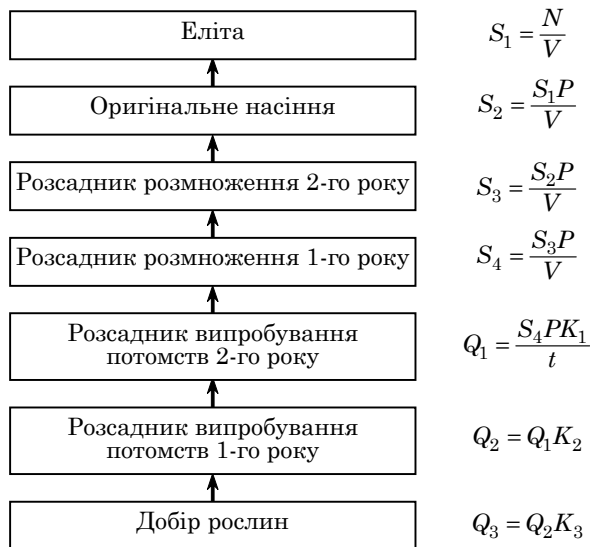 Еліта
S₁ = N/V
Оригінальне насіння
S₂ = S₁P/V
Розсадник розмноження 2-го року
S₃ = S₂P/V
Розсадник розмноження 1-го року
S₄ = S₃P/V
Розсадник випробування
потомств 2-го року
Q₁ = S₄PK₁/t
Розсадник випробування
потомств 1-го року
Q₂ = Q₁K₂
Добір рослин
Q₃ = Q₂K₃